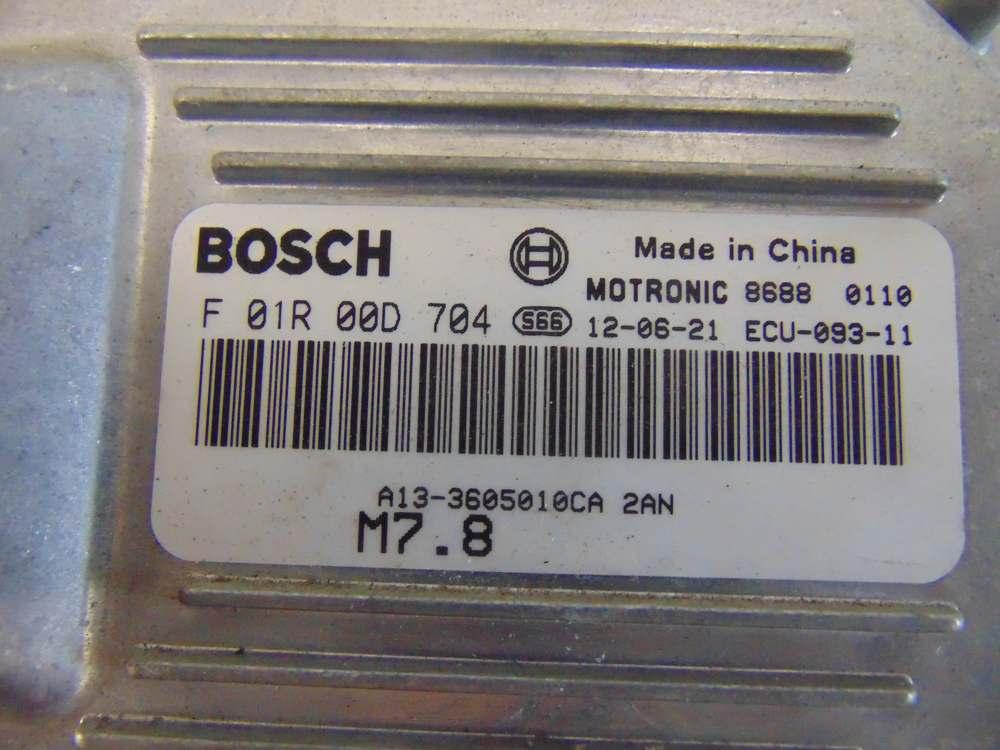 BOSCH
Made in China
MOTRONIC 8688 0110
F 01R 00D 704 S66 12-06-21 ECU-093-11
A13-3605010CA 2AN
M7.8